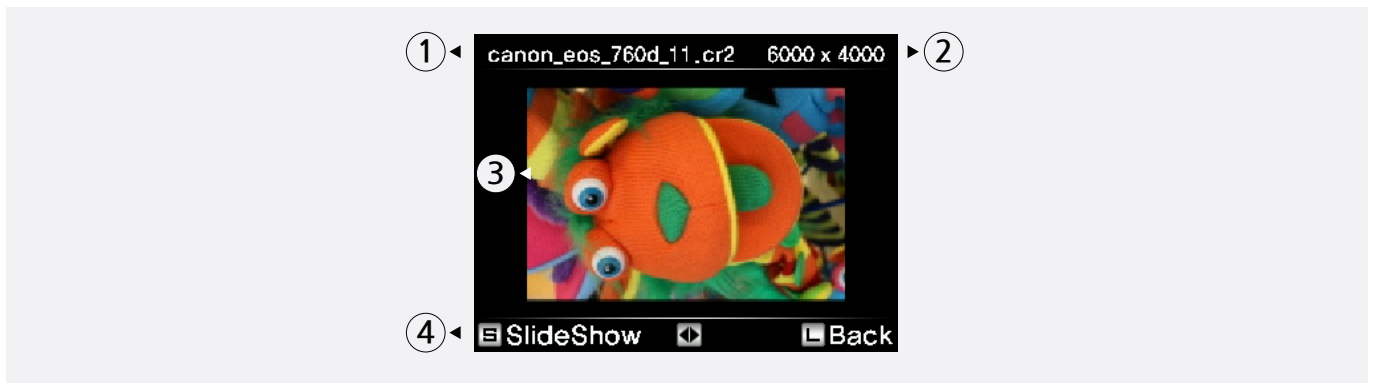 ① canon_eos_760d_11.cr2 6000 x 4000 ②
③
④ S SlideShow L Back